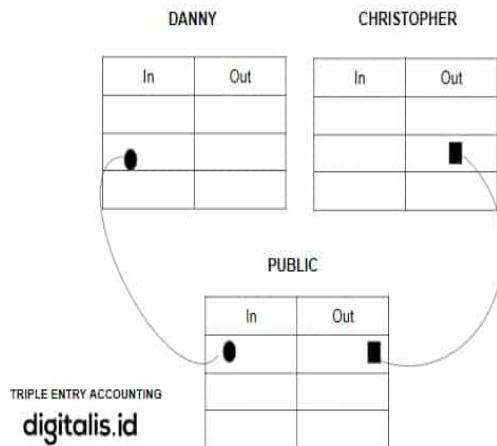 DANNY
CHRISTOPHER
In Out
In Out
PUBLIC
In Out
TRIPLE ENTRY ACCOUNTING
digitalis.id